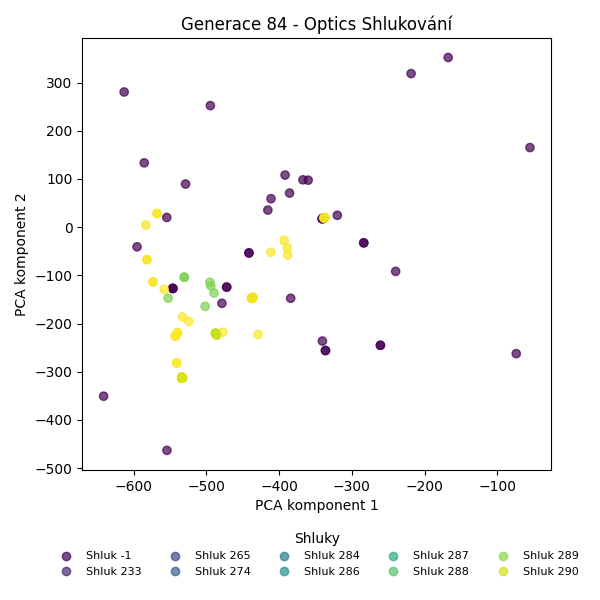 Generace 84 - Optics Shlukování
300
200
100
0
−100
−200
−300
−400
−500
PCA komponent 2
−600 −500 −400 −300 −200 −100
PCA komponent 1
Shluky
Shluk -1 Shluk 265 Shluk 284 Shluk 287 Shluk 289
Shluk 233 Shluk 274 Shluk 286 Shluk 288 Shluk 290